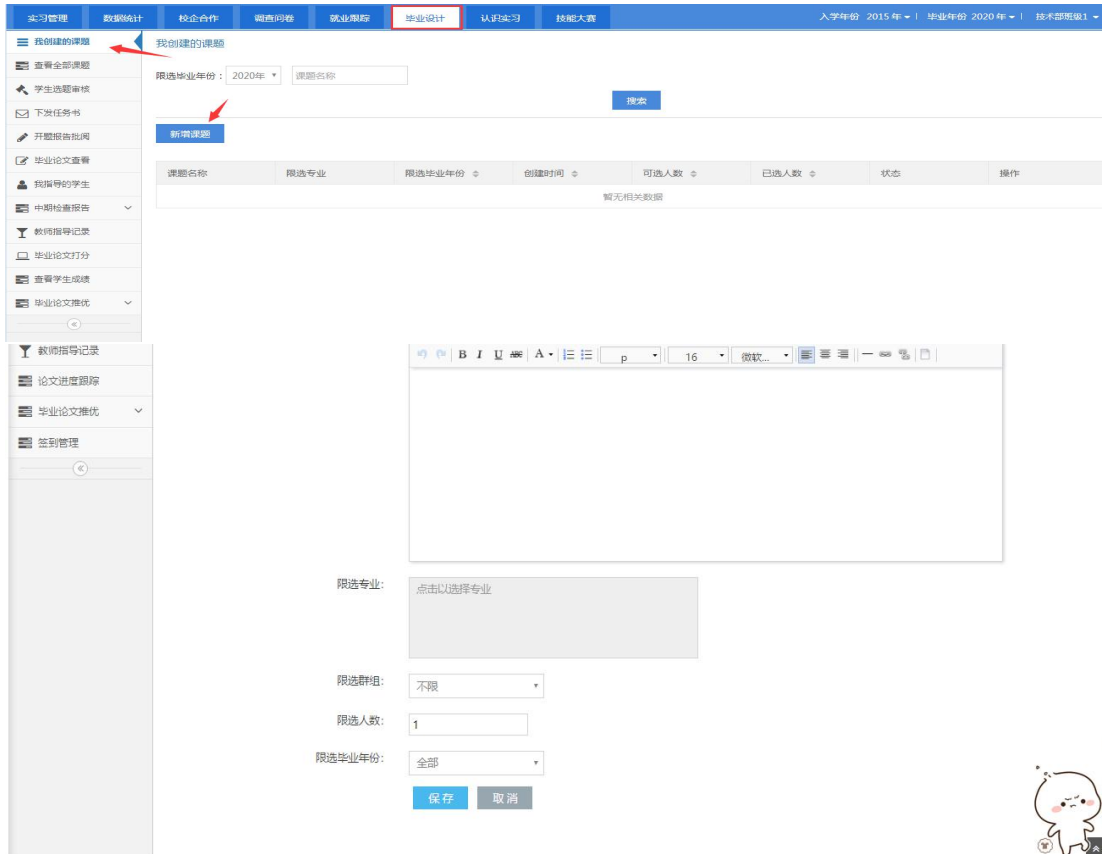 实习管理 数据统计 校企合作 调查问卷 就业跟踪 毕业设计 认识实习 技能大赛 入学年份 2015 年 毕业年份 2020 年 技术部班级1
我创建的课题
查看全部课题
学生选题审核
下发任务书
开题报告批阅
毕业论文查看
我指导的学生
中期检查报告
教师指导记录
毕业论文打分
查看学生成绩
毕业论文推优
我创建的课题
限选毕业年份： 2020年 课题名称
搜索
新增课题
课题名称 限选专业 限选毕业年份 创建时间 可选人数 已选人数 状态 操作
暂无相关数据
教师指导记录
论文进度跟踪
毕业论文推优
签到管理
B I U ABC A p 16 微软...
限选专业: 点击以选择专业
限选群组: 不限
限选人数: 1
限选毕业年份: 全部
保存 取消